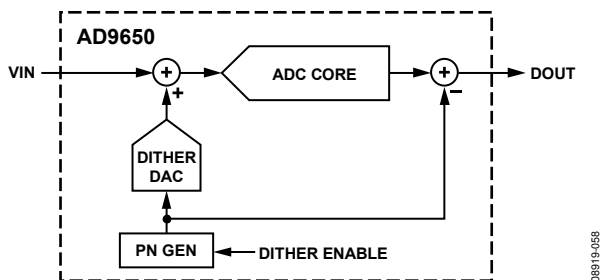 AD9650
VIN
+
+
ADC CORE
+
−
DOUT
DITHER
DAC
PN GEN
DITHER ENABLE
08919-058